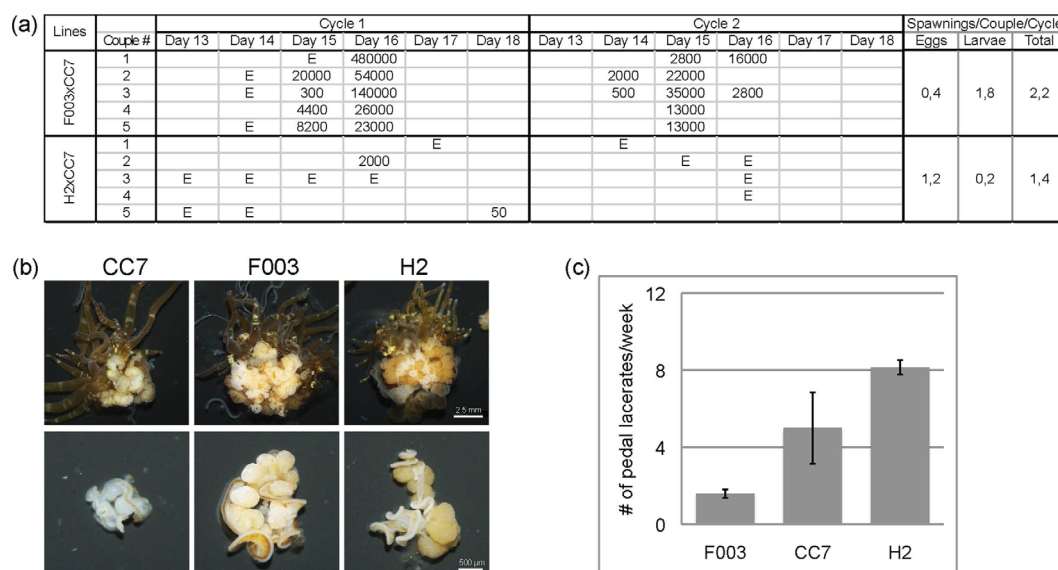 (a)
Lines Cycle 1 Cycle 2 Spawnings/Couple/Cycle
Couple # Day 13 Day 14 Day 15 Day 16 Day 17 Day 18 Day 13 Day 14 Day 15 Day 16 Day 17 Day 18 Eggs Larvae Total
F003xCC7
1 E 480000 2800 16000
2 E 20000 54000 2000 22000
3 E 300 140000 500 35000 2800 0,4 1,8 2,2
4 4400 26000 13000
5 E 8200 23000 13000
H2xCC7
1 E E
2 2000 E E
3 E E E E E 1,2 0,2 1,4
4 E
5 E E 50
(b)
CC7 F003 H2
2.5 mm
500 µm
(c)
# of pedal lacerates/week
12
8
4
0
F003 CC7 H2